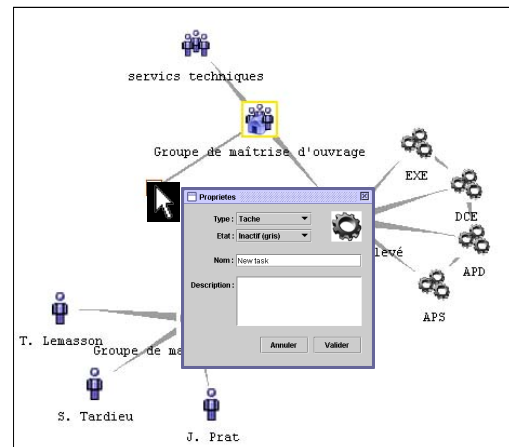 servics techniques
Groupe de maîtrise d'ouvrage
EXE
DCE
APD
APS
levé
Proprietes
Type : Tache
Etat : Inactif (gris)
Nom : New task
Description :
Annuler Valider
T. Lemasson
Groupe de ma
S. Tardieu
J. Prat